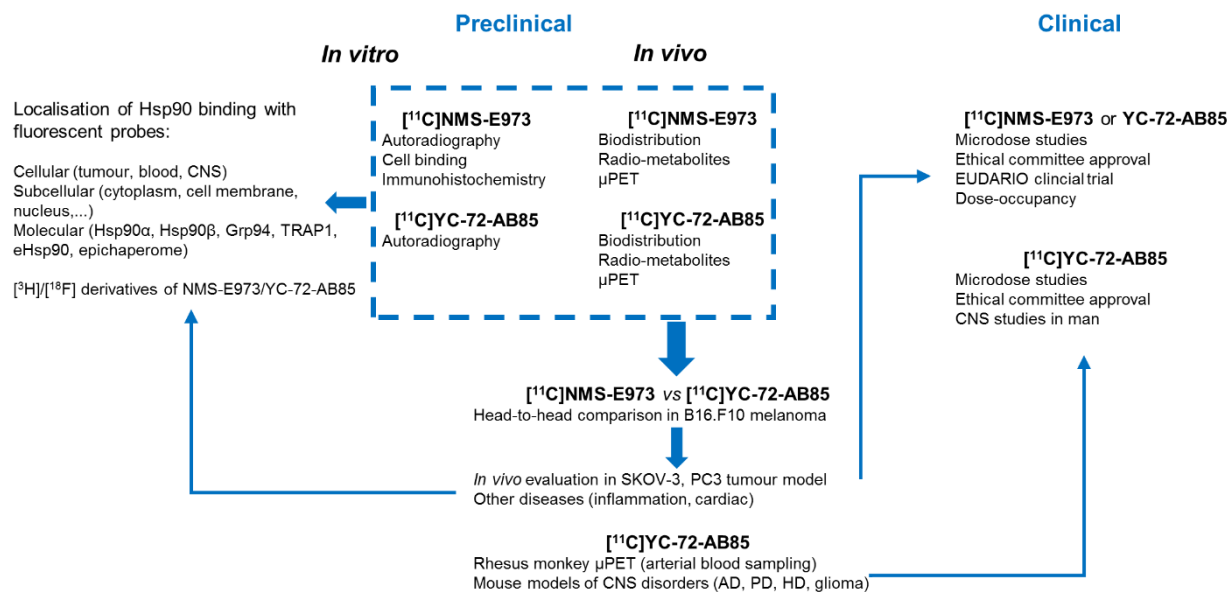 Preclinical
Clinical
In vitro
In vivo
Localisation of Hsp90 binding with
fluorescent probes:
Cellular (tumour, blood, CNS)
Subcellular (cytoplasm, cell membrane,
nucleus,...)
Molecular (Hsp90α, Hsp90β, Grp94, TRAP1,
eHsp90, epichaperome)
[³H]/[¹⁸F] derivatives of NMS-E973/YC-72-AB85
[¹¹C]NMS-E973
Autoradiography
Cell binding
Immunohistochemistry
[¹¹C]YC-72-AB85
Autoradiography
[¹¹C]NMS-E973
Biodistribution
Radio-metabolites
µPET
[¹¹C]YC-72-AB85
Biodistribution
Radio-metabolites
µPET
[¹¹C]NMS-E973 vs [¹¹C]YC-72-AB85
Head-to-head comparison in B16.F10 melanoma
In vivo evaluation in SKOV-3, PC3 tumour model
Other diseases (inflammation, cardiac)
[¹¹C]YC-72-AB85
Rhesus monkey µPET (arterial blood sampling)
Mouse models of CNS disorders (AD, PD, HD, glioma)
[¹¹C]NMS-E973 or YC-72-AB85
Microdose studies
Ethical committee approval
EUDARIO clincial trial
Dose-occupancy
[¹¹C]YC-72-AB85
Microdose studies
Ethical committee approval
CNS studies in man